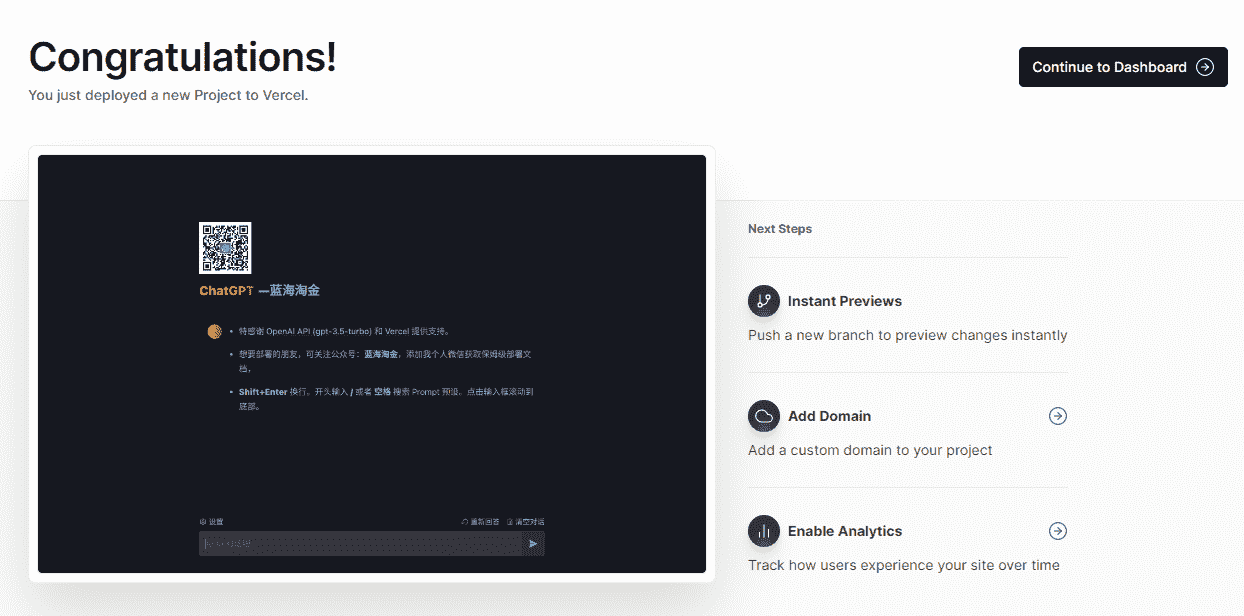 Congratulations!
You just deployed a new Project to Vercel.
Continue to Dashboard
ChatGPT —蓝海淘金
特感谢 OpenAI API (gpt-3.5-turbo) 和 Vercel 提供支持。
想要部署的朋友，可关注公众号：蓝海淘金，添加我个人微信获取保姆级部署文
档，
Shift+Enter 换行。开头输入 / 或者 空格 搜索 Prompt 预设。点击输入框滚动到
底部。
设置
重新回答 清空对话
Next Steps
Instant Previews
Push a new branch to preview changes instantly
Add Domain
Add a custom domain to your project
Enable Analytics
Track how users experience your site over time